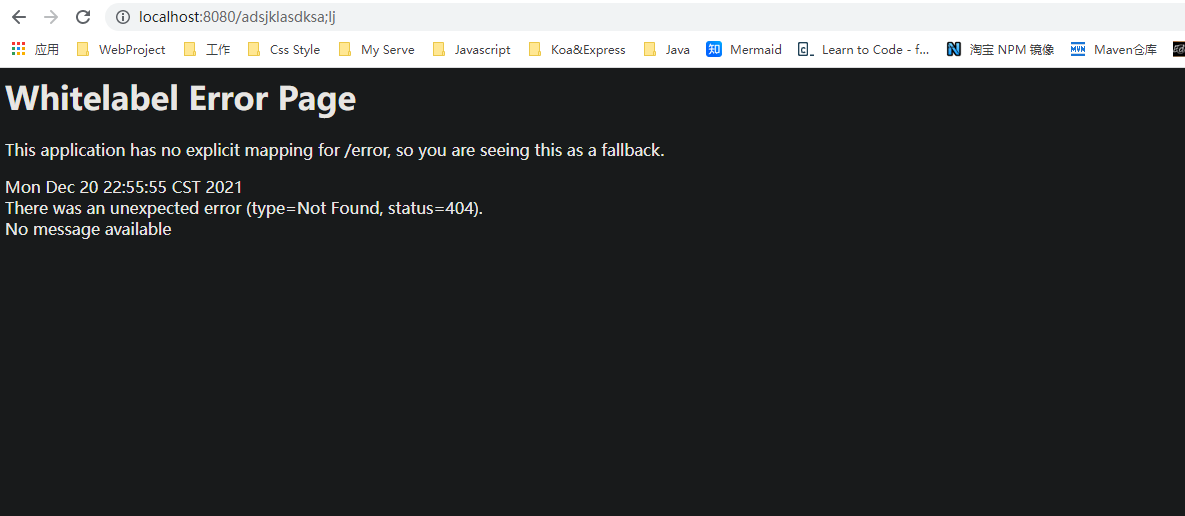 localhost:8080/adsjklasdksa;lj
应用 WebProject 工作 Css Style My Serve Javascript Koa&Express Java 知 Mermaid Learn to Code - f... 淘宝 NPM 镜像 MVN Maven仓库
Whitelabel Error Page
This application has no explicit mapping for /error, so you are seeing this as a fallback.
Mon Dec 20 22:55:55 CST 2021
There was an unexpected error (type=Not Found, status=404).
No message available